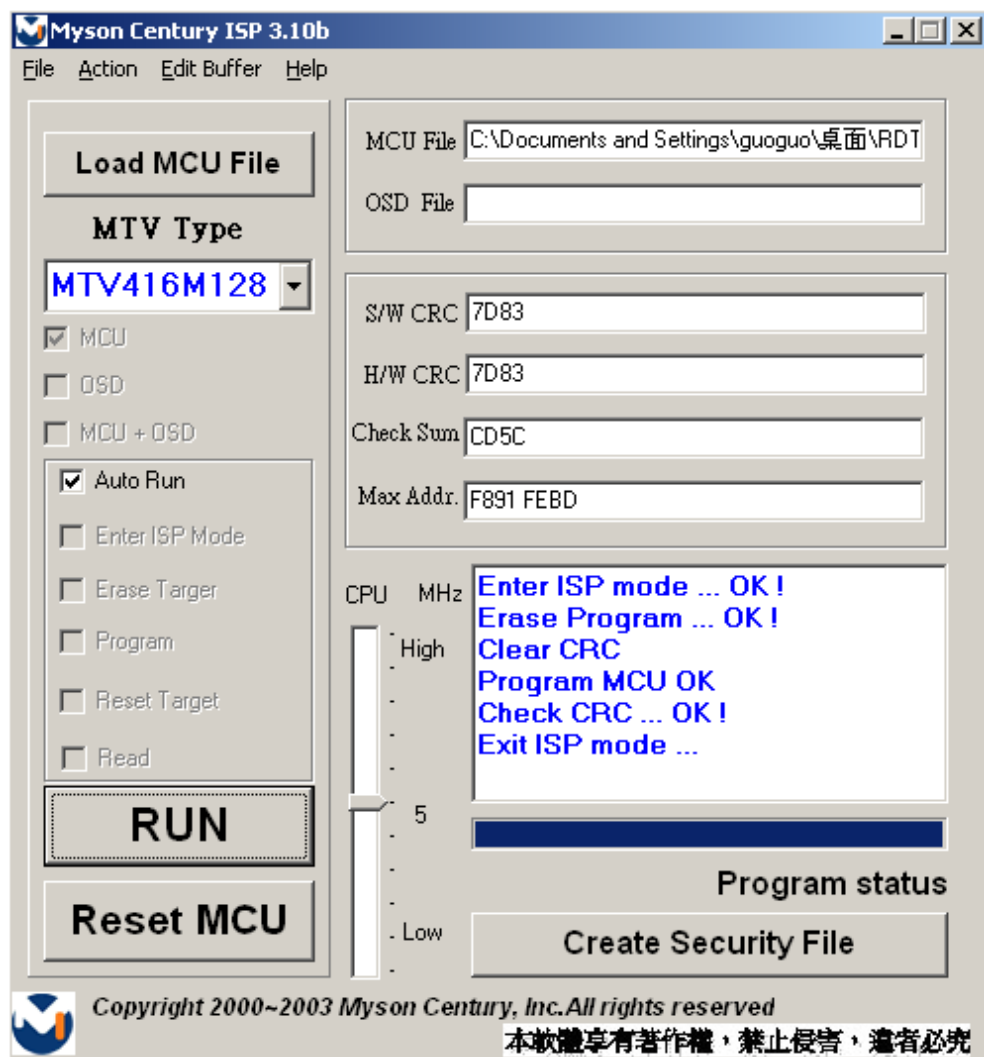 Myson Century ISP 3.10b
File Action Edit Buffer Help
Load MCU File
MTV Type
MTV416M128
MCU
OSD
MCU + OSD
Auto Run
Enter ISP Mode
Erase Targer
Program
Reset Target
Read
RUN
Reset MCU
MCU File C:\Documents and Settings\guoguo\桌面\RDT
OSD File
S/W CRC 7D83
H/W CRC 7D83
Check Sum CD5C
Max Addr. F891 FEBD
CPU MHz
High
5
Low
Enter ISP mode ... OK !
Erase Program ... OK !
Clear CRC
Program MCU OK
Check CRC ... OK !
Exit ISP mode ...
Program status
Create Security File
Copyright 2000~2003 Myson Century, Inc.All rights reserved
本軟體享有著作權，禁止侵害，違者必究